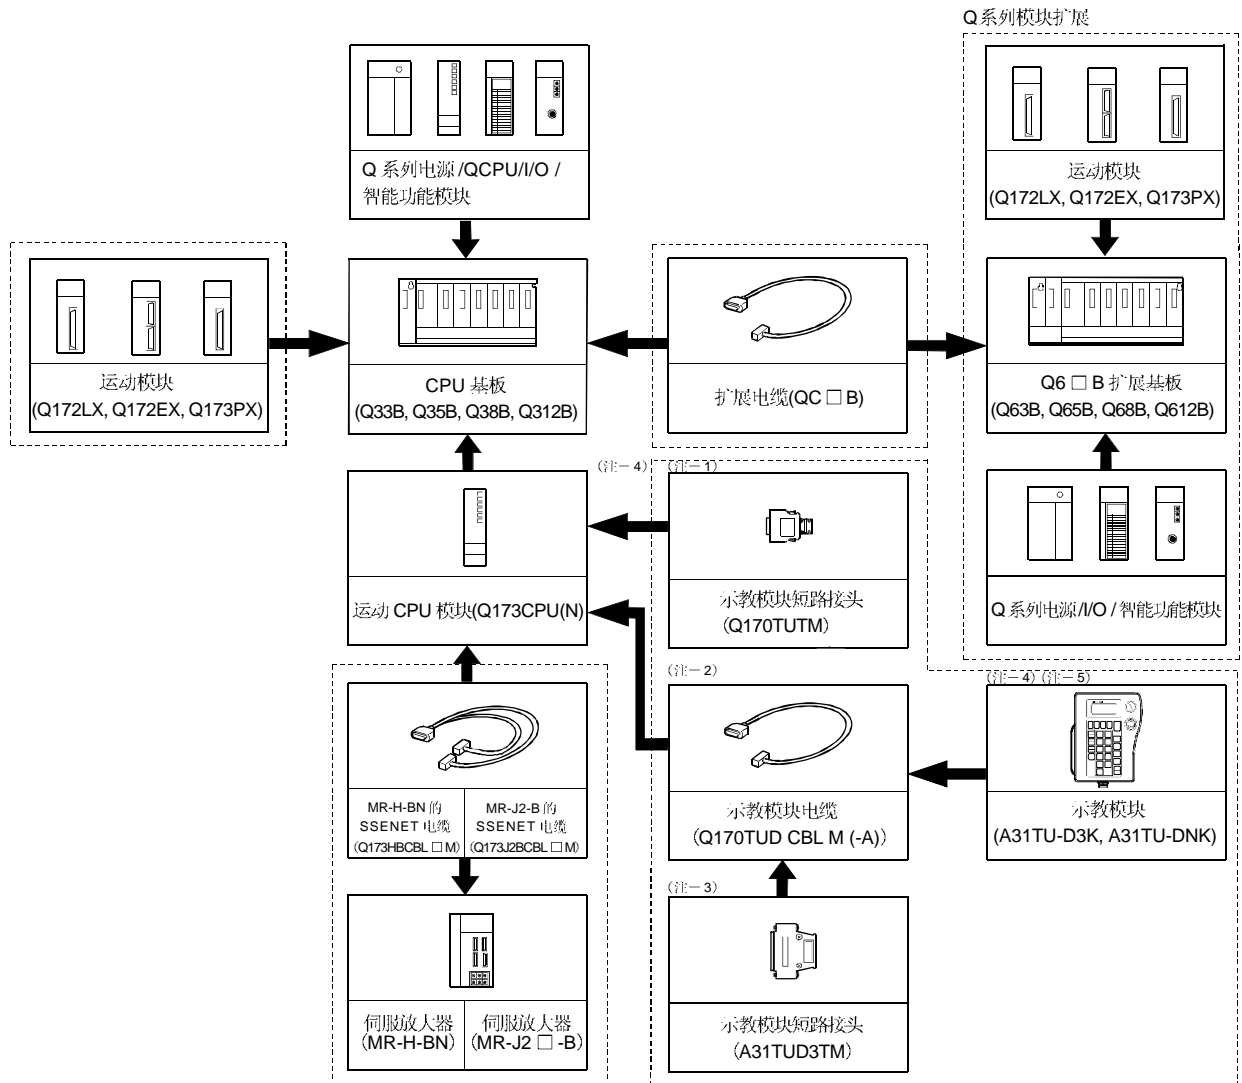 Q 系列模块扩展
Q 系列电源 /QCPU/I/O /
智能功能模块
运动模块
(Q172LX, Q172EX, Q173PX)
运动模块
(Q172LX, Q172EX, Q173PX)
CPU 基板
(Q33B, Q35B, Q38B, Q312B)
扩展电缆(QC □ B)
Q6 □ B 扩展基板
(Q63B, Q65B, Q68B, Q612B)
(注－4) (注－1)
运动 CPU 模块(Q173CPU(N)
示教模块短路接头
(Q170TUTM)
Q 系列电源/I/O / 智能功能模块
(注－2)
(注－4) (注－5)
MR-H-BN 的
SSENET 电缆
(Q173HBCBL □ M)
MR-J2-B 的
SSENET 电缆
(Q173J2BCBL □ M)
示教模块电缆
(Q170TUD CBL M (-A))
示教模块
(A31TU-D3K, A31TU-DNK)
(注－3)
伺服放大器
(MR-H-BN)
伺服放大器
(MR-J2 □ -B)
示教模块短路接头
(A31TUD3TM)